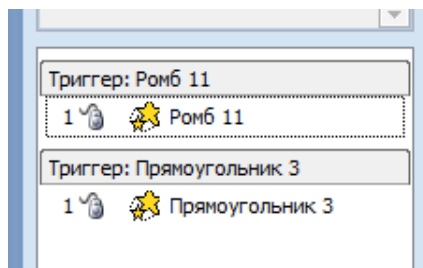 Триггер: Ромб 11
1 Ромб 11
Триггер: Прямоугольник 3
1 Прямоугольник 3